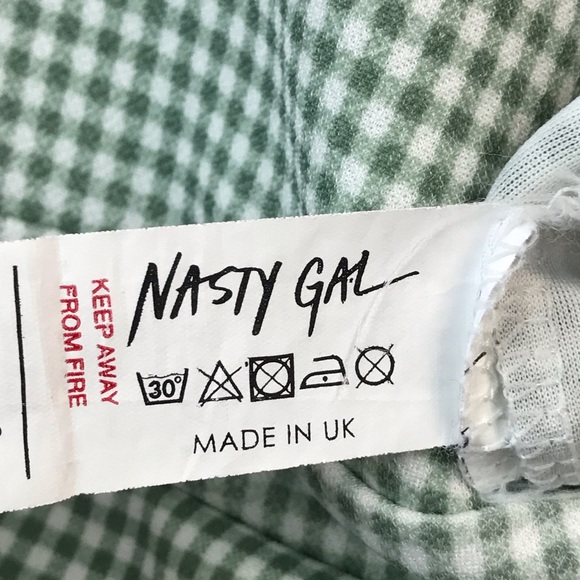 KEEP AWAY
FROM FIRE
NASTY GAL
30°
MADE IN UK